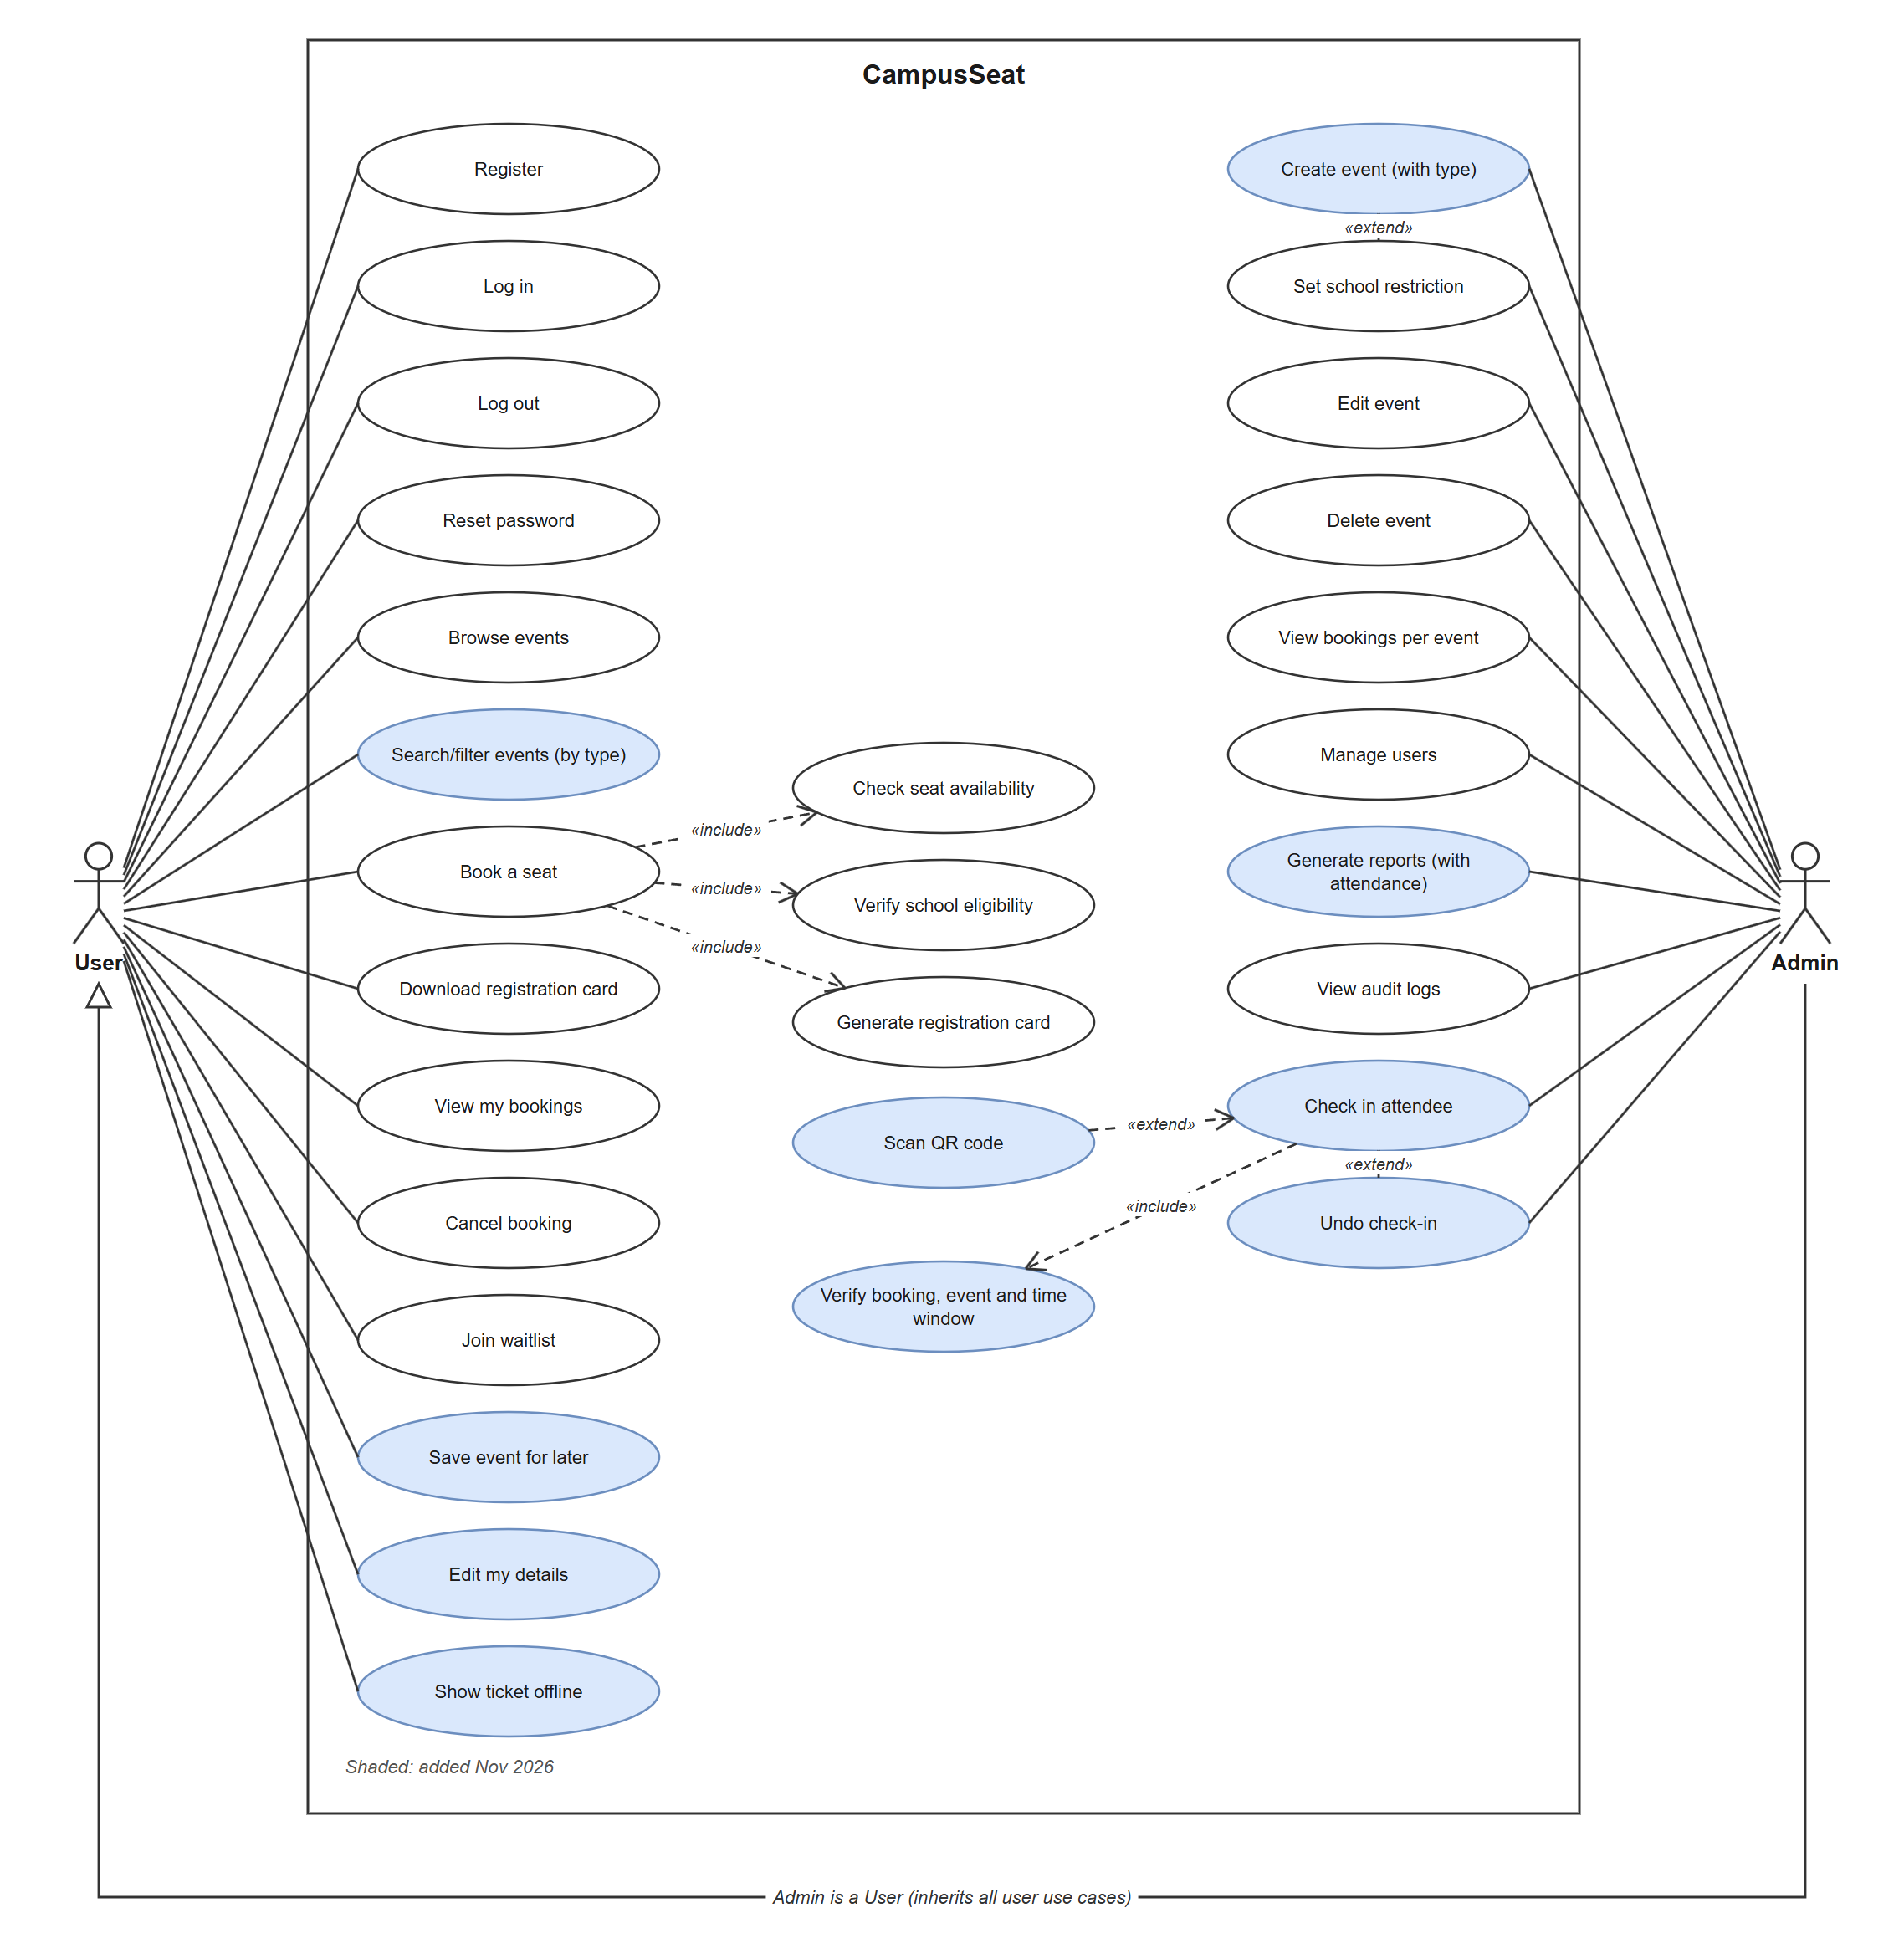 CampusSeat
Register
Log in
Log out
Reset password
Browse events
Search/filter events (by type)
Book a seat
Download registration card
View my bookings
Cancel booking
Join waitlist
Save event for later
Edit my details
Show ticket offline
Shaded: added Nov 2026
«include»
«include»
«include»
Check seat availability
Verify school eligibility
Generate registration card
Scan QR code
«extend»
«include»
Verify booking, event and time
window
Create event (with type)
«extend»
Set school restriction
Edit event
Delete event
View bookings per event
Manage users
Generate reports (with
attendance)
View audit logs
Check in attendee
«extend»
Undo check-in
User
Admin
Admin is a User (inherits all user use cases)